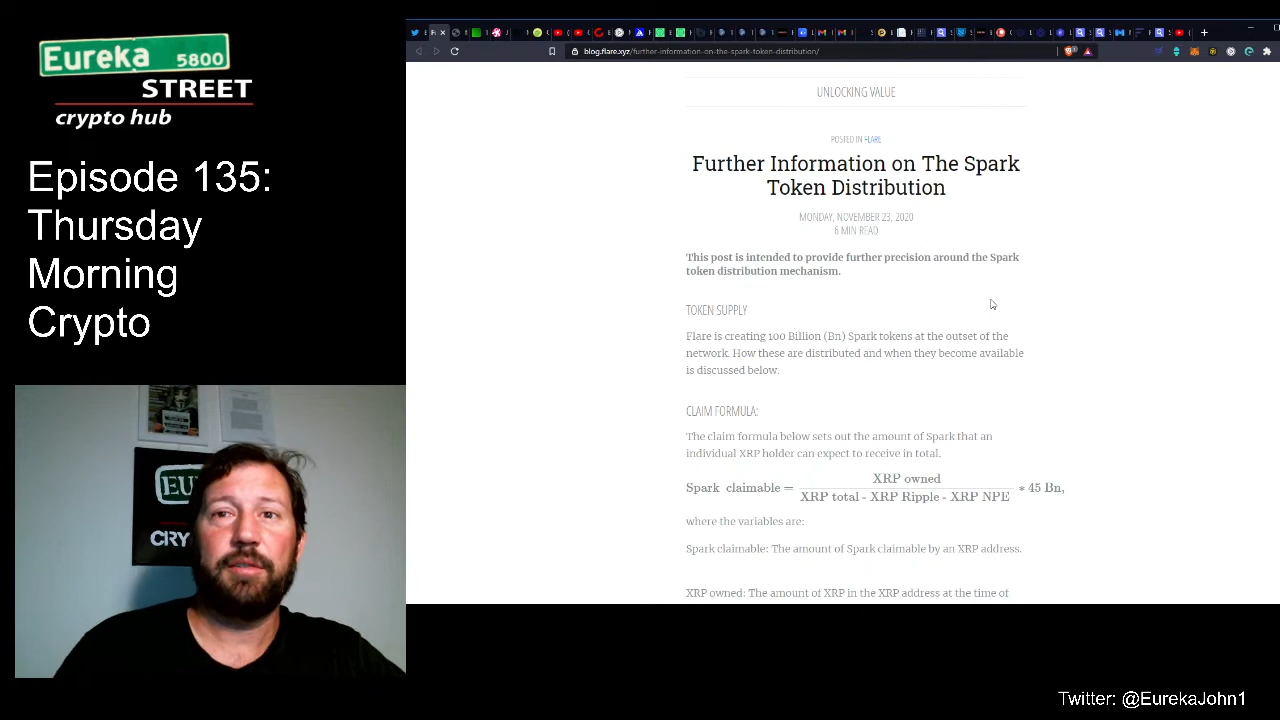 Eureka 5800
STREET
crypto hub
Episode 135:
Thursday
Morning
Crypto
EU
CRY
blog.flare.xyz/further-information-on-the-spark-token-distribution/
UNLOCKING VALUE
POSTED IN FLARE
Further Information on The Spark
Token Distribution
MONDAY, NOVEMBER 23, 2020
6 MIN READ
This post is intended to provide further precision around the Spark
token distribution mechanism.
TOKEN SUPPLY
Flare is creating 100 Billion (Bn) Spark tokens at the outset of the
network. How these are distributed and when they become available
is discussed below.
CLAIM FORMULA:
The claim formula below sets out the amount of Spark that an
individual XRP holder can expect to receive in total.
XRP owned
Spark claimable = ——— * 45 Bn,
XRP total - XRP Ripple - XRP NPE
where the variables are:
Spark claimable: The amount of Spark claimable by an XRP address.
XRP owned: The amount of XRP in the XRP address at the time of
Twitter: @EurekaJohn1